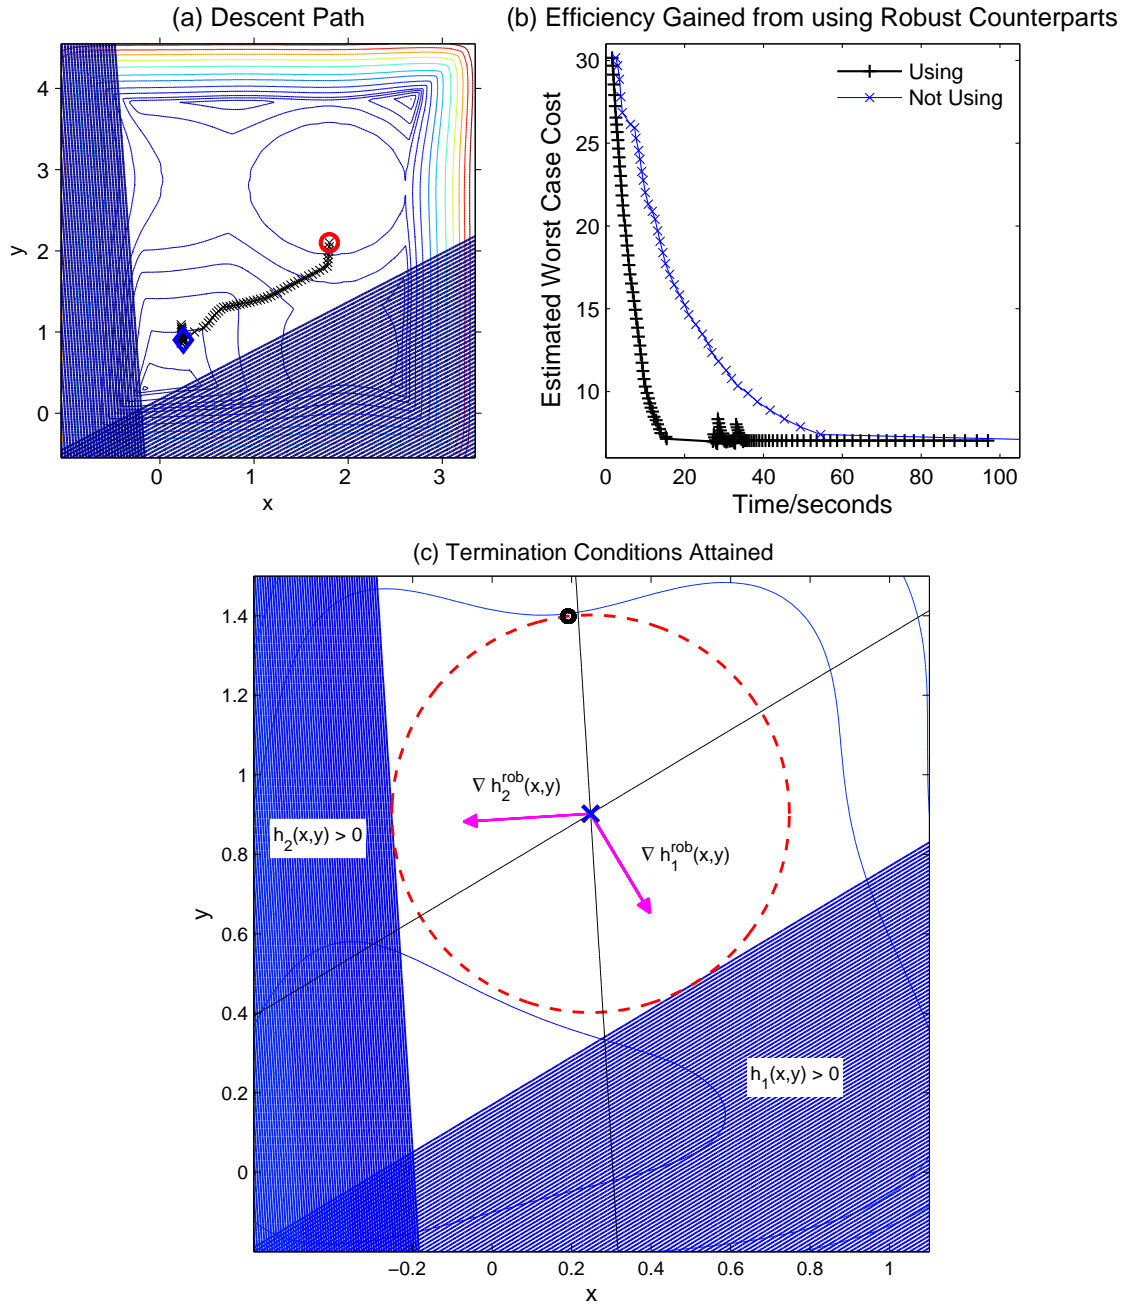 (a) Descent Path
4
3
2
1
0
y
0
1
2
3
x
(b) Efficiency Gained from using Robust Counterparts
30
25
20
15
10
Estimated Worst Case Cost
Using
Not Using
0
20
40
60
80
100
Time/seconds
(c) Termination Conditions Attained
1.4
1.2
1
0.8
0.6
0.4
0.2
0
y
∇ h₂ʳᵒᵇ(x,y)
∇ h₁ʳᵒᵇ(x,y)
h₂(x,y) > 0
h₁(x,y) > 0
−0.2
0
0.2
0.4
0.6
0.8
1
x